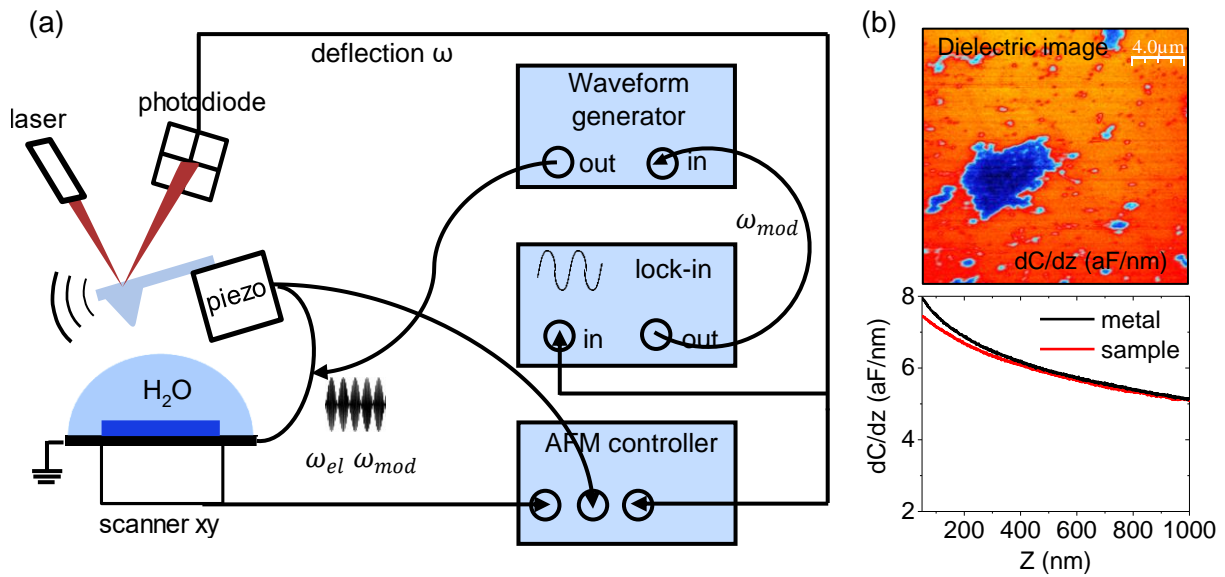 (a)
deflection ω
photodiode
laser
piezo
H₂O
ω_el ω_mod
scanner xy
Waveform
generator
out
in
ω_mod
lock-in
in
out
AFM controller
(b)
Dielectric image
4.0µm
dC/dz (aF/nm)
8
6
4
2
dC/dz (aF/nm)
metal
sample
200 400 600 800 1000
Z (nm)